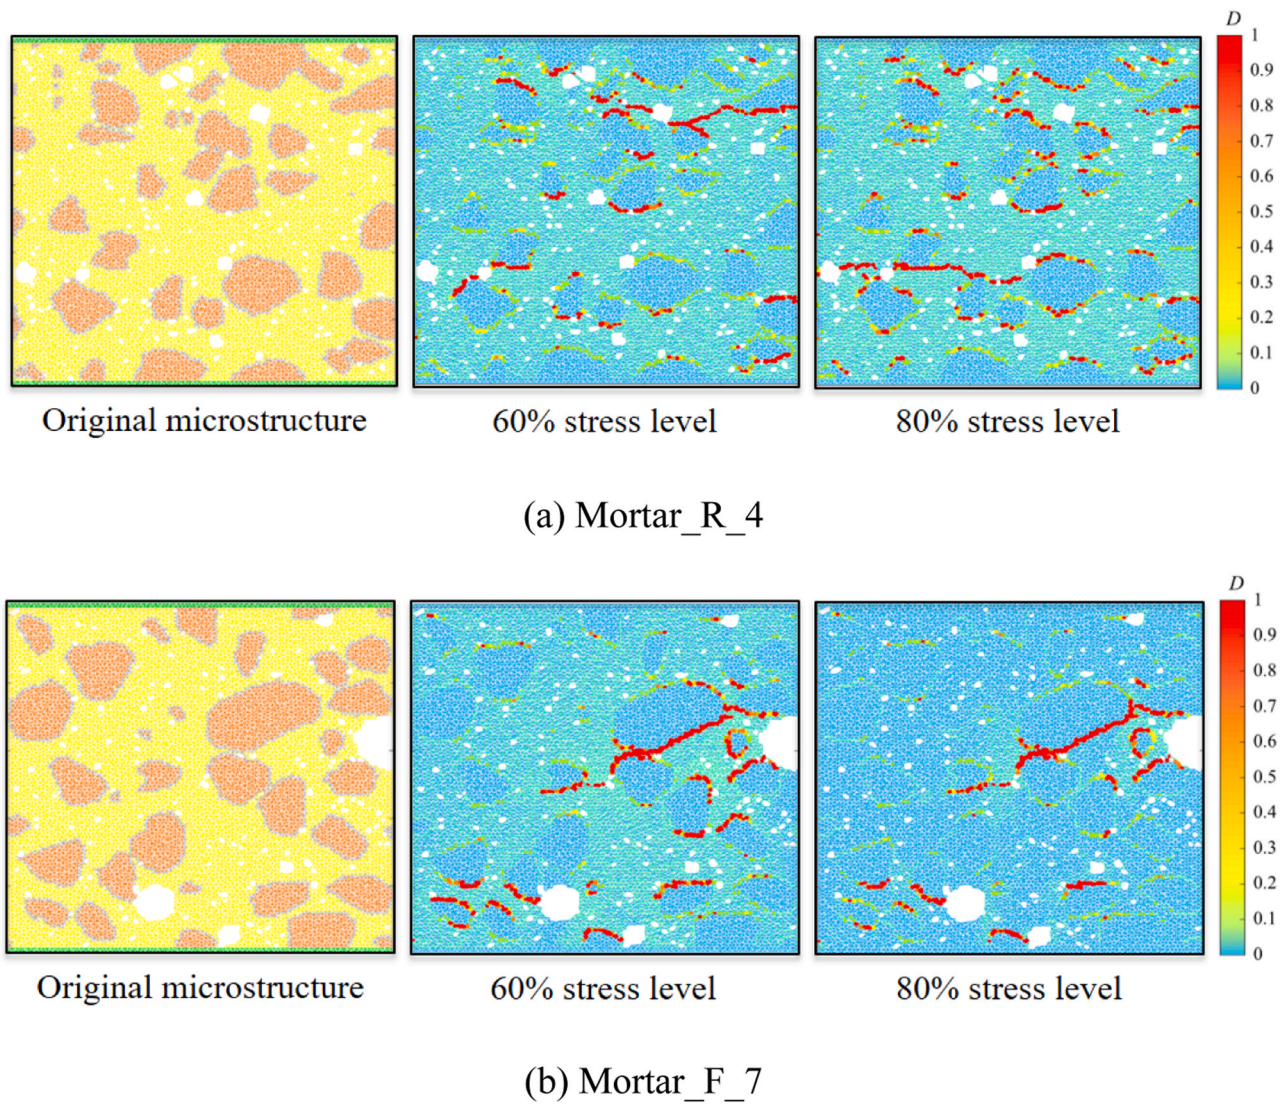 D
1
0.9
0.8
0.7
0.6
0.5
0.4
0.3
0.2
0.1
0
Original microstructure
60% stress level
80% stress level
(a) Mortar_R_4
D
1
0.9
0.8
0.7
0.6
0.5
0.4
0.3
0.2
0.1
0
Original microstructure
60% stress level
80% stress level
(b) Mortar_F_7